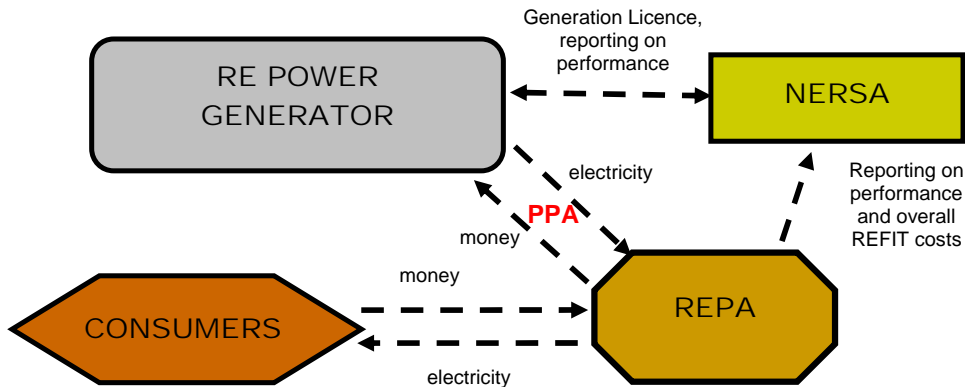 Generation Licence,
reporting on
performance
RE POWER
GENERATOR
NERSA
electricity
Reporting on
performance
and overall
REFIT costs
PPA
money
money
REPA
CONSUMERS
electricity